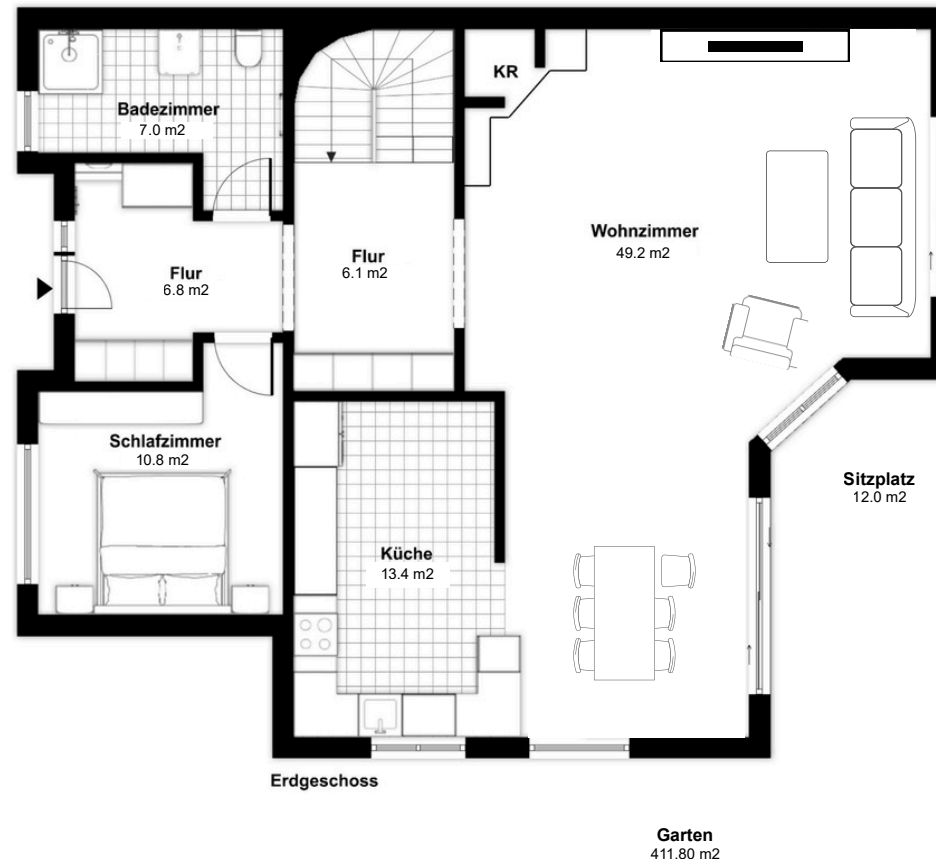 KR
Badezimmer
7.0 m2
Wohnzimmer
49.2 m2
Flur
6.1 m2
Flur
6.8 m2
Schlafzimmer
10.8 m2
Sitzplatz
12.0 m2
Küche
13.4 m2
Erdgeschoss
Garten
411.80 m2